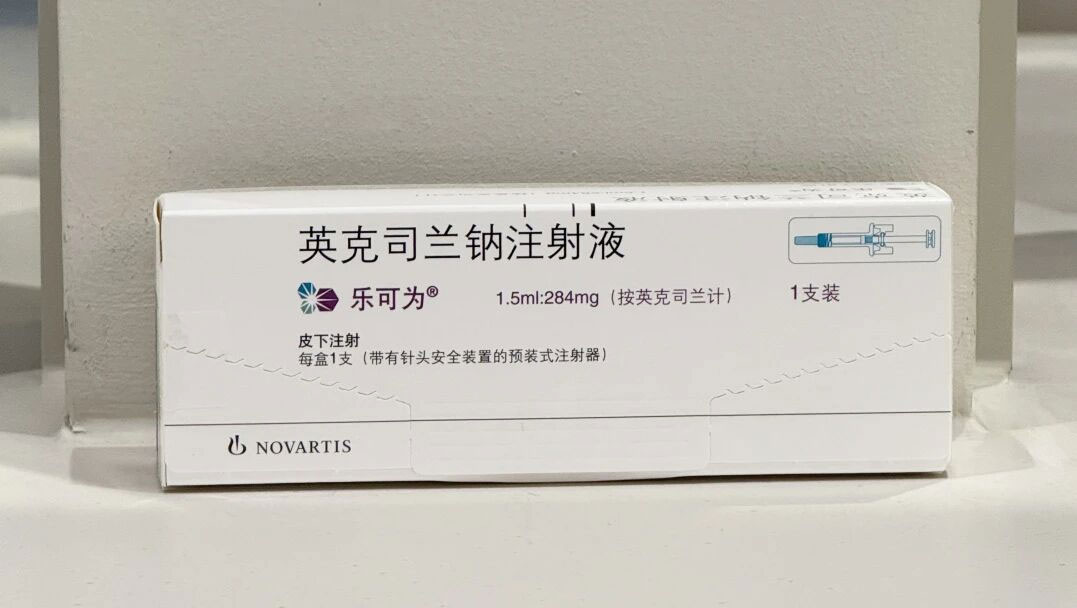 英克司兰钠注射液
乐可为® 1.5ml:284mg（按英克司兰计） 1支装
皮下注射
每盒1支（带有针头安全装置的预装式注射器）
NOVARTIS